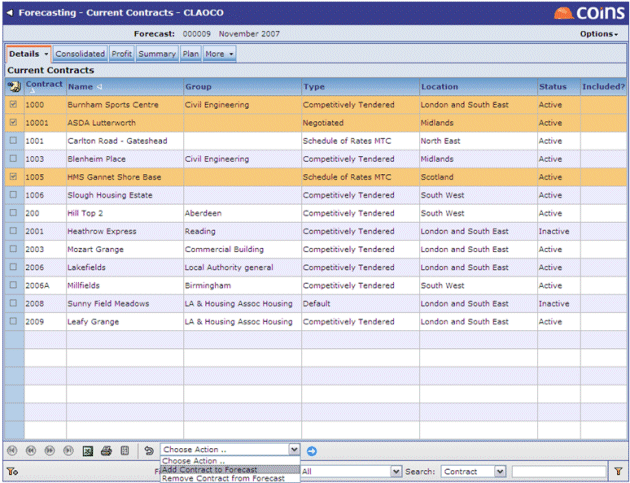 Forecasting - Current Contracts - CLAOCO
COINS
Forecast: 000009 November 2007 Options
Details Consolidated Profit Summary Plan More
Current Contracts
Contract Name Group Type Location Status Included?
1000 Burnham Sports Centre Civil Engineering Competitively Tendered London and South East Active
10001 ASDA Lutterworth Negotiated Midlands Active
1001 Carlton Road - Gateshead Schedule of Rates MTC North East Active
1003 Blenheim Place Civil Engineering Competitively Tendered Midlands Active
1005 HMS Gannet Shore Base Schedule of Rates MTC Scotland Active
1006 Slough Housing Estate Competitively Tendered South West Active
200 Hill Top 2 Aberdeen Competitively Tendered South West Active
2001 Heathrow Express Reading Competitively Tendered London and South East Inactive
2003 Mozart Grange Commercial Building Competitively Tendered London and South East Active
2006 Lakefields Local Authority general Competitively Tendered London and South East Active
2006A Millfields Birmingham Competitively Tendered South West Active
2008 Sunny Field Meadows LA & Housing Assoc Housing Default London and South East Inactive
2009 Leafy Grange LA & Housing Assoc Housing Competitively Tendered London and South East Active
Choose Action ..
Choose Action ..
Add Contract to Forecast
Remove Contract from Forecast
All Search: Contract